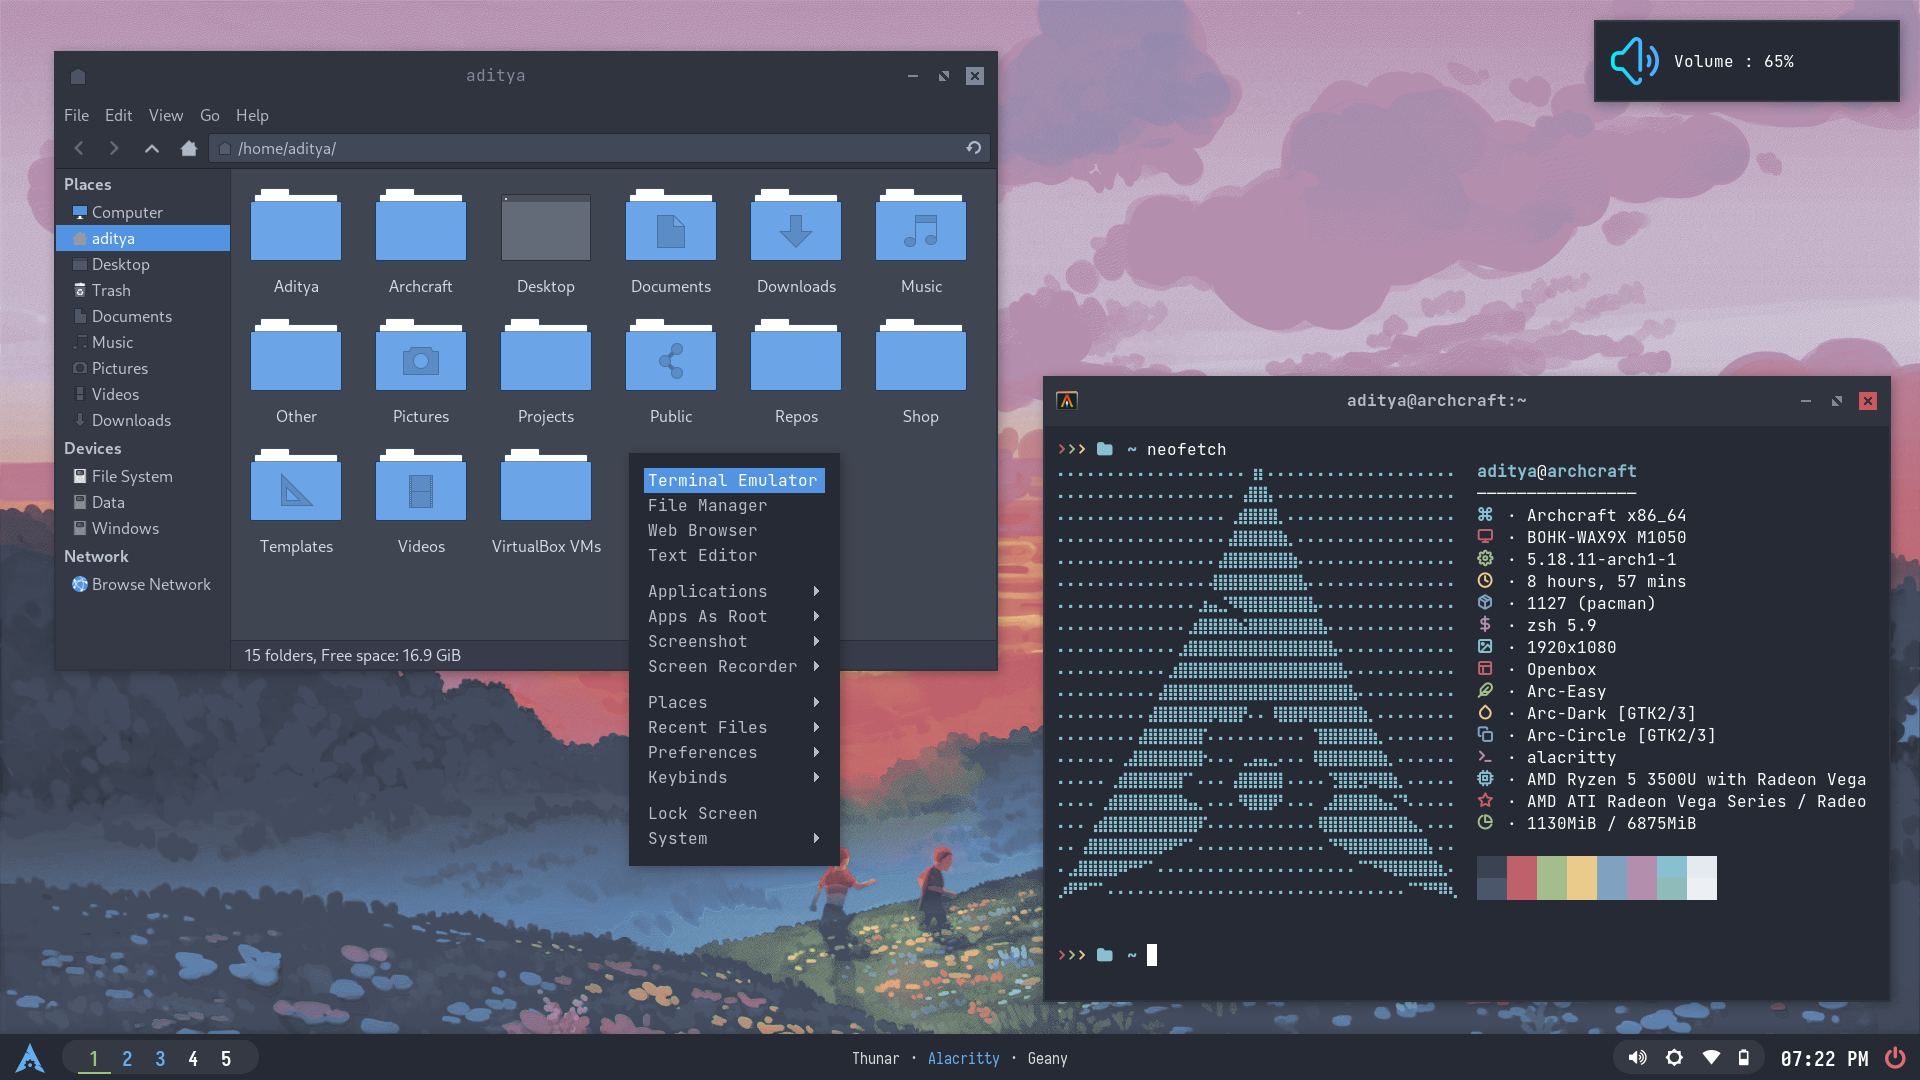 aditya
File Edit View Go Help
/home/aditya/
Places
Computer
aditya
Desktop
Trash
Documents
Music
Pictures
Videos
Downloads
Devices
File System
Data
Windows
Network
Browse Network
Aditya Archcraft Desktop Documents Downloads Music
Other Pictures Projects Public Repos Shop
Templates Videos VirtualBox VMs
15 folders, Free space: 16.9 GiB
Terminal Emulator
File Manager
Web Browser
Text Editor
Applications
Apps As Root
Screenshot
Screen Recorder
Places
Recent Files
Preferences
Keybinds
Lock Screen
System
Volume : 65%
aditya@archcraft:~
~ neofetch
aditya@archcraft
Archcraft x86_64
BOHK-WAX9X M1050
5.18.11-arch1-1
8 hours, 57 mins
1127 (pacman)
zsh 5.9
1920x1080
Openbox
Arc-Easy
Arc-Dark [GTK2/3]
Arc-Circle [GTK2/3]
alacritty
AMD Ryzen 5 3500U with Radeon Vega
AMD ATI Radeon Vega Series / Radeo
1130MiB / 6875MiB
~
1 2 3 4 5
Thunar · Alacritty · Geany
07:22 PM